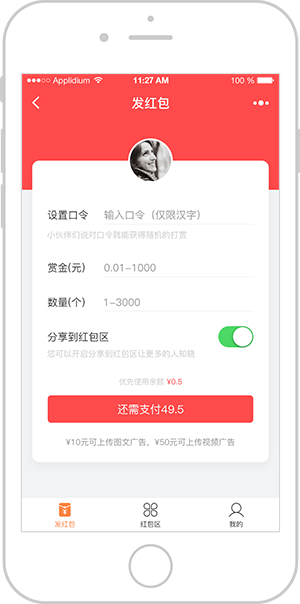 ●●●○○ Applidium 11:27 AM 100 %
发红包
设置口令 输入口令（仅限汉字）
小伙伴们说对口令就能获得随机的打赏
赏金(元) 0.01-1000
数量(个) 1-3000
分享到红包区
您可以开启分享到红包区让更多的人知晓
优先使用余额 ¥0.5
还需支付49.5
¥10元可上传图文广告、¥50元可上传视频广告
发红包 红包区 我的